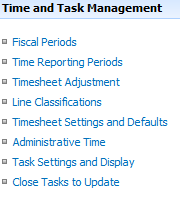 Time and Task Management
Fiscal Periods
Time Reporting Periods
Timesheet Adjustment
Line Classifications
Timesheet Settings and Defaults
Administrative Time
Task Settings and Display
Close Tasks to Update